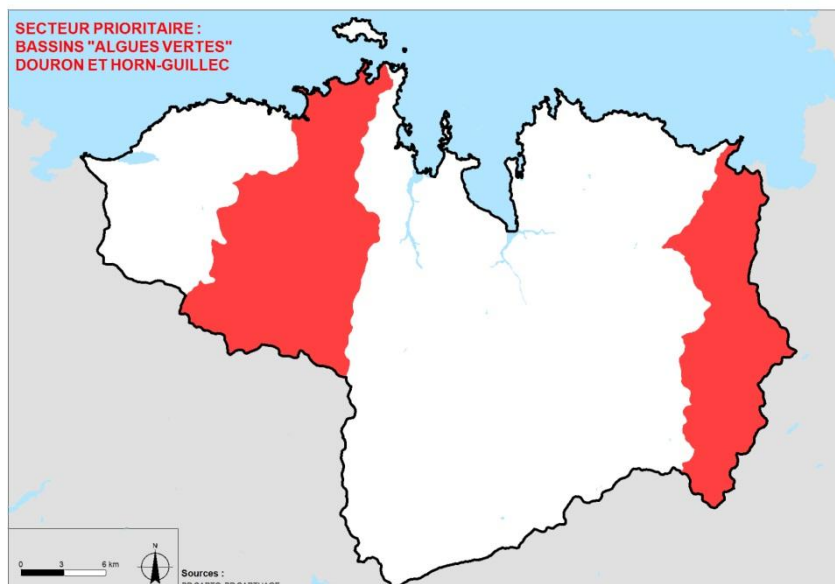 SECTEUR PRIORITAIRE :
BASSINS "ALGUES VERTES"
DOURON ET HORN-GUILLEC
0 3 6 km
N
Sources :